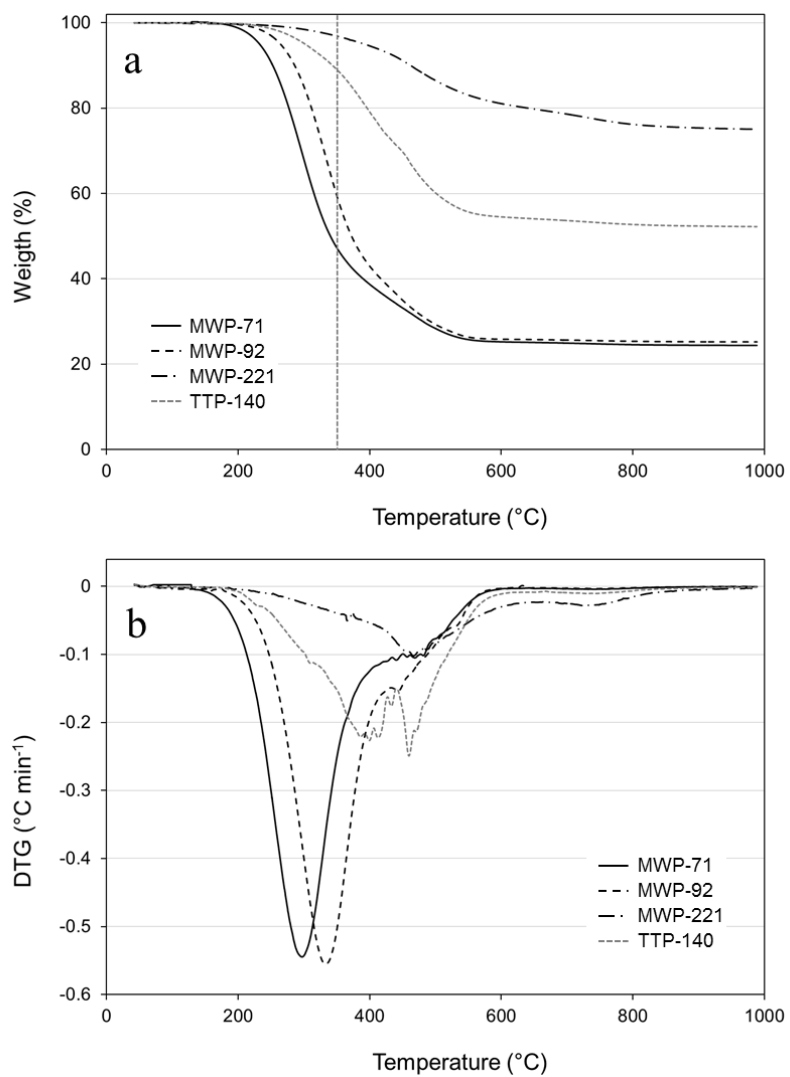 100
a
80
60
Weigth (%)
40
MWP-71
MWP-92
20
MWP-221
TTP-140
0
0 200 400 600 800 1000
Temperature (°C)
0
b
-0.1
-0.2
DTG (°C min-1)
-0.3
-0.4
MWP-71
MWP-92
-0.5
MWP-221
TTP-140
-0.6
0 200 400 600 800 1000
Temperature (°C)